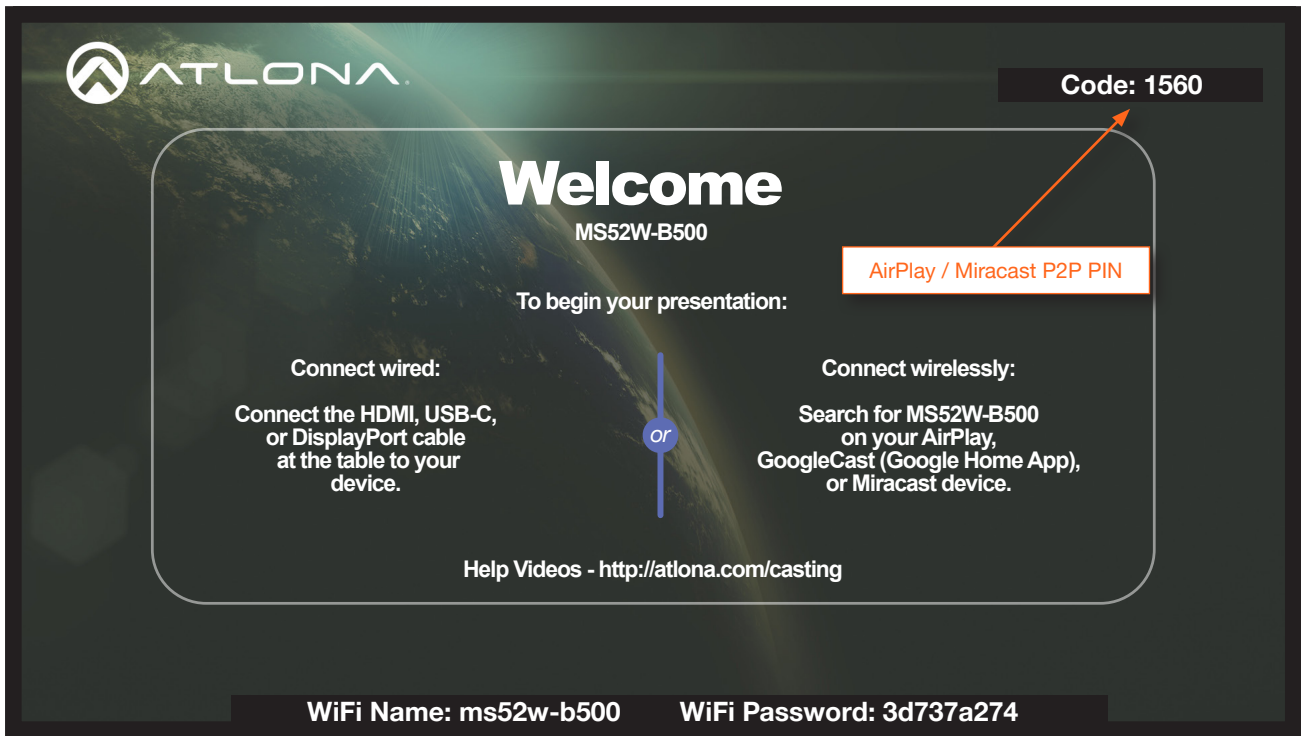 ATLONA.
Code: 1560
Welcome
MS52W-B500
AirPlay / Miracast P2P PIN
To begin your presentation:
Connect wired:
Connect the HDMI, USB-C,
or DisplayPort cable
at the table to your
device.
or
Connect wirelessly:
Search for MS52W-B500
on your AirPlay,
GoogleCast (Google Home App),
or Miracast device.
Help Videos - http://atlona.com/casting
WiFi Name: ms52w-b500 WiFi Password: 3d737a274